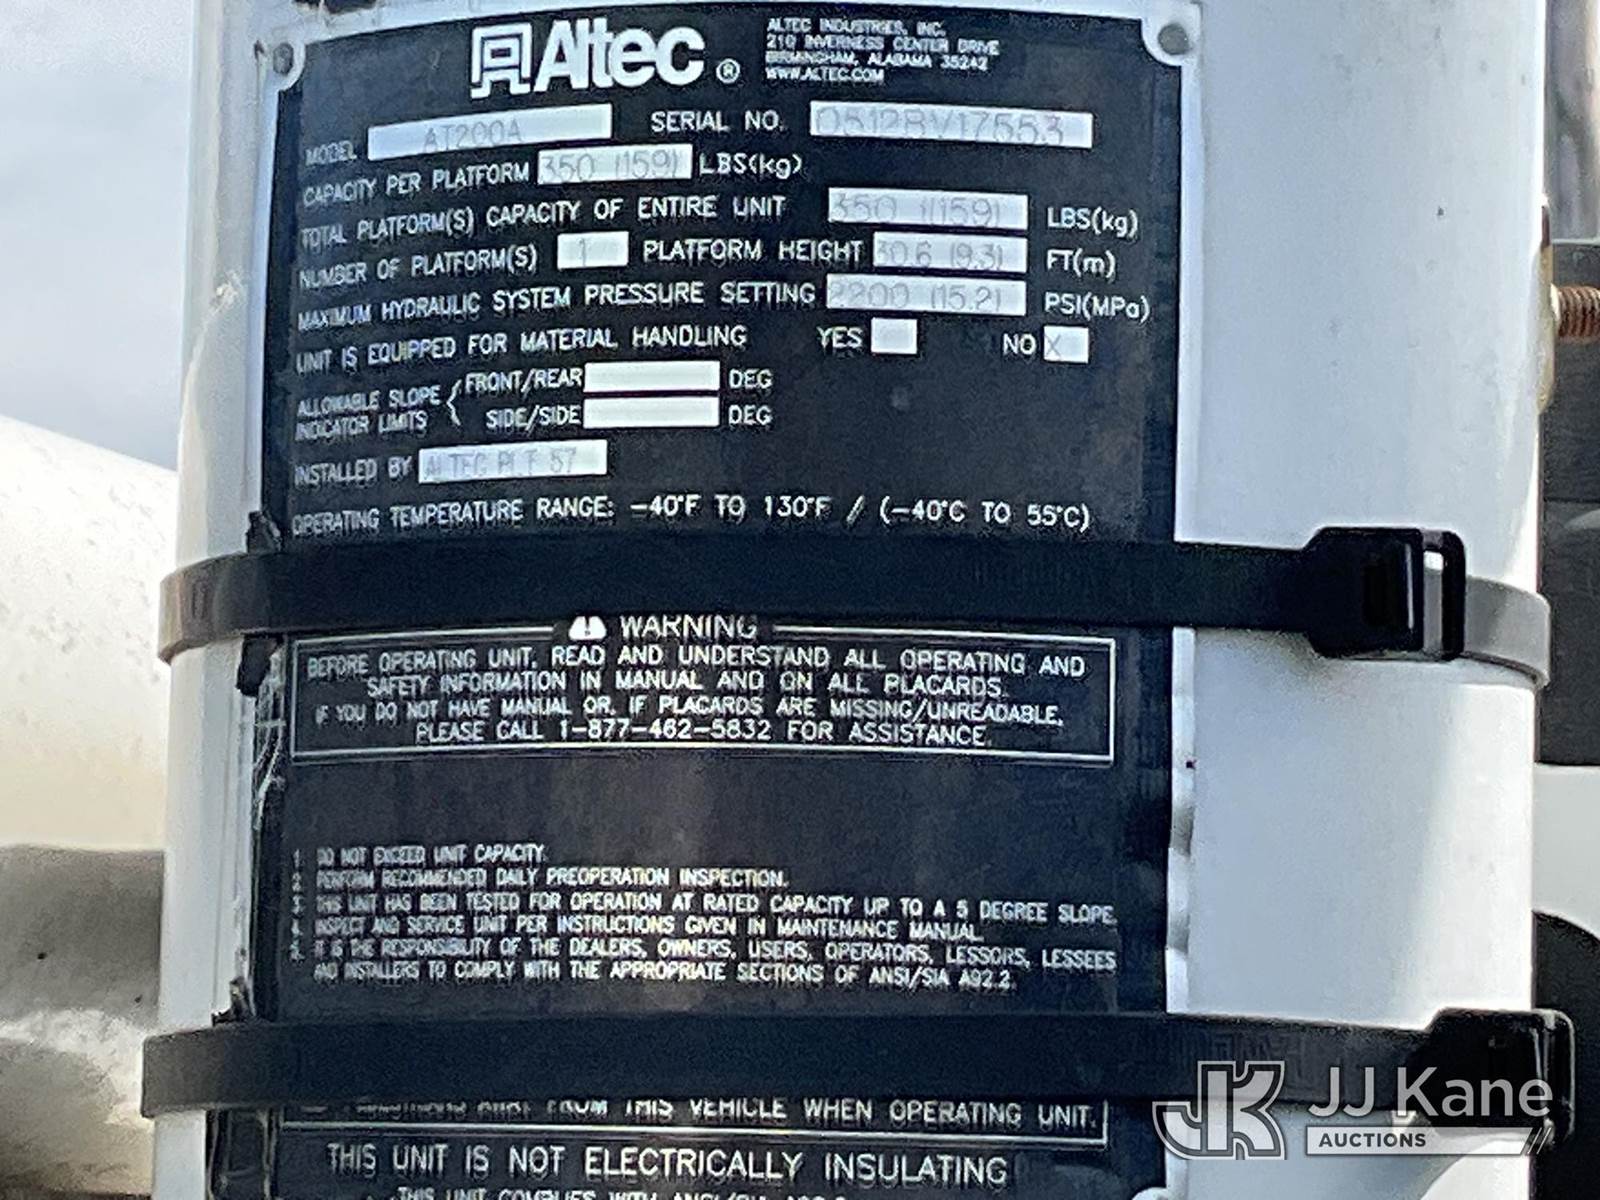 Altec ®
ALTEC INDUSTRIES, INC.
210 INVERNESS CENTER DRIVE
BIRMINGHAM, ALABAMA 35242
WWW.ALTEC.COM
MODEL AT200A SERIAL NO. 0512BV17553
CAPACITY PER PLATFORM 350 (159) LBS(kg)
TOTAL PLATFORM(S) CAPACITY OF ENTIRE UNIT 350 (159) LBS(kg)
NUMBER OF PLATFORM(S) 1 PLATFORM HEIGHT 30.6 (9.3) FT(m)
MAXIMUM HYDRAULIC SYSTEM PRESSURE SETTING 2200 (15.2) PSI(MPa)
UNIT IS EQUIPPED FOR MATERIAL HANDLING YES NO X
ALLOWABLE SLOPE INDICATOR LIMITS FRONT/REAR DEG
SIDE/SIDE DEG
INSTALLED BY ALTEC PLT 57
OPERATING TEMPERATURE RANGE: -40°F TO 130°F / (-40°C TO 55°C)
WARNING
BEFORE OPERATING UNIT, READ AND UNDERSTAND ALL OPERATING AND
SAFETY INFORMATION IN MANUAL AND ON ALL PLACARDS.
IF YOU DO NOT HAVE MANUAL OR, IF PLACARDS ARE MISSING/UNREADABLE,
PLEASE CALL 1-877-462-5832 FOR ASSISTANCE.
1. DO NOT EXCEED UNIT CAPACITY.
2. PERFORM RECOMMENDED DAILY PREOPERATION INSPECTION.
3. THIS UNIT HAS BEEN TESTED FOR OPERATION AT RATED CAPACITY UP TO A 5 DEGREE SLOPE.
4. INSPECT AND SERVICE UNIT PER INSTRUCTIONS GIVEN IN MAINTENANCE MANUAL.
5. IT IS THE RESPONSIBILITY OF THE DEALERS, OWNERS, USERS, OPERATORS, LESSORS, LESSEES
AND INSTALLERS TO COMPLY WITH THE APPROPRIATE SECTIONS OF ANSI/SIA A92.2.
FROM THIS VEHICLE WHEN OPERATING UNIT.
THIS UNIT IS NOT ELECTRICALLY INSULATING
THIS UNIT COMPLIES WITH ANSI/SIA
JK JJ Kane
AUCTIONS